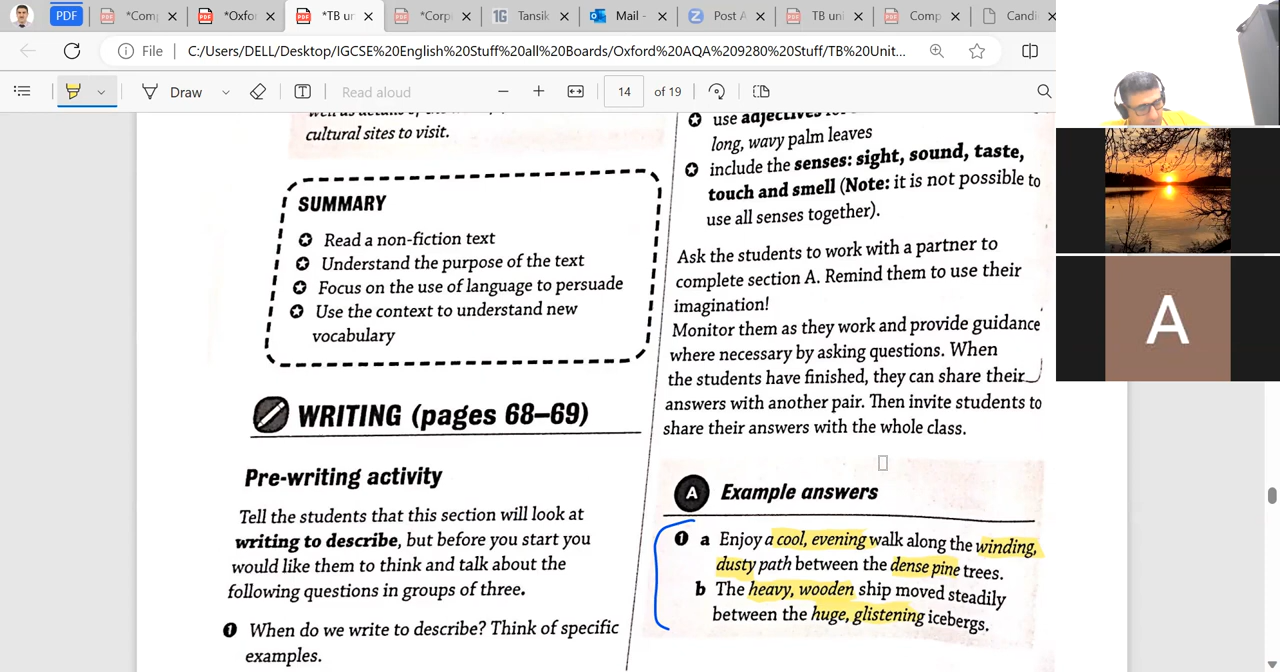 PDF
*Com
*Oxfo
*TB ur
*Corp
Tansik
Mail -
Post A
TB un
Comp
Candi
File
C:/Users/DELL/Desktop/IGCSE%20English%20Stuff%20all%20Boards/Oxford%20AQA%209280%20Stuff/TB%20Unit...
Draw
Read aloud
14
of 19
cultural sites to visit.
SUMMARY
Read a non-fiction text
Understand the purpose of the text
Focus on the use of language to persuade
Use the context to understand new
vocabulary
WRITING (pages 68–69)
Pre-writing activity
Tell the students that this section will look at
writing to describe, but before you start you
would like them to think and talk about the
following questions in groups of three.
1 When do we write to describe? Think of specific
examples.
use adjectives
long, wavy palm leaves
include the senses: sight, sound, taste,
touch and smell (Note: it is not possible to
use all senses together).
Ask the students to work with a partner to
complete section A. Remind them to use their
imagination!
Monitor them as they work and provide guidance
where necessary by asking questions. When
the students have finished, they can share their
answers with another pair. Then invite students to
share their answers with the whole class.
A Example answers
1 a Enjoy a cool, evening walk along the winding,
dusty path between the dense pine trees.
b The heavy, wooden ship moved steadily
between the huge, glistening icebergs.
A